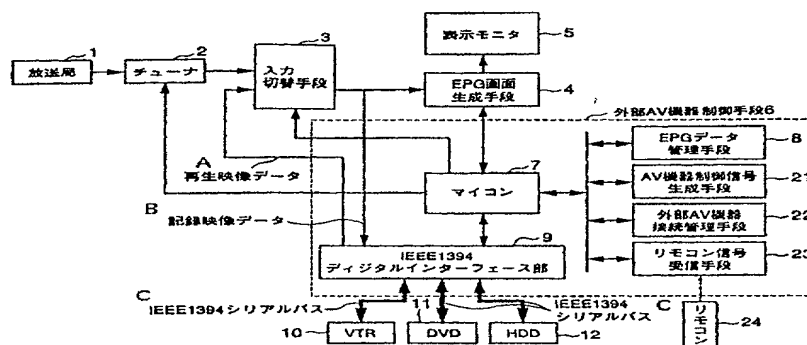 1
放送局
2
チューナ
3
入力
切替手段
表示モニタ
5
EPG画面
生成手段
4
外部AV機器制御手段6
EPGデータ
管理手段
8
AV機器制御信号
生成手段
21
外部AV機器
接続管理手段
22
リモコン信号
受信手段
23
A
再生映像データ
B
記録映像データ
7
マイコン
9
IEEE1394
ディジタルインターフェース部
C
IEEE1394シリアルバス
11
IEEE1394
シリアルバス
C
10
VTR
DVD
HDD
12
リモコン
24